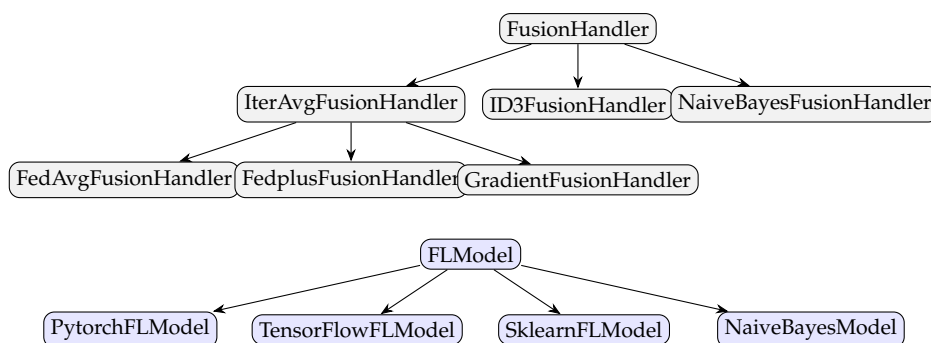 FusionHandler
IterAvgFusionHandler
ID3FusionHandler
NaiveBayesFusionHandler
FedAvgFusionHandler
FedplusFusionHandler
GradientFusionHandler
FLModel
PytorchFLModel
TensorFlowFLModel
SklearnFLModel
NaiveBayesModel